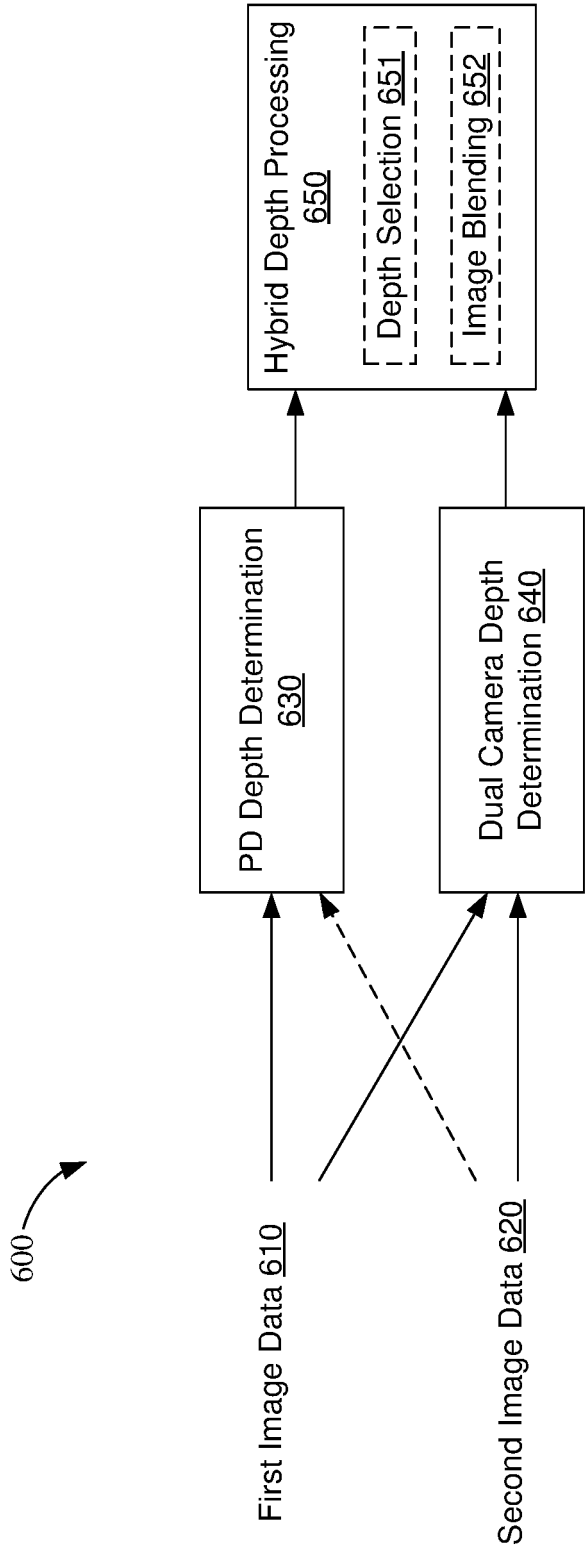 600
First Image Data 610
Second Image Data 620
PD Depth Determination
630
Dual Camera Depth
Determination 640
Hybrid Depth Processing
650
Depth Selection 651
Image Blending 652